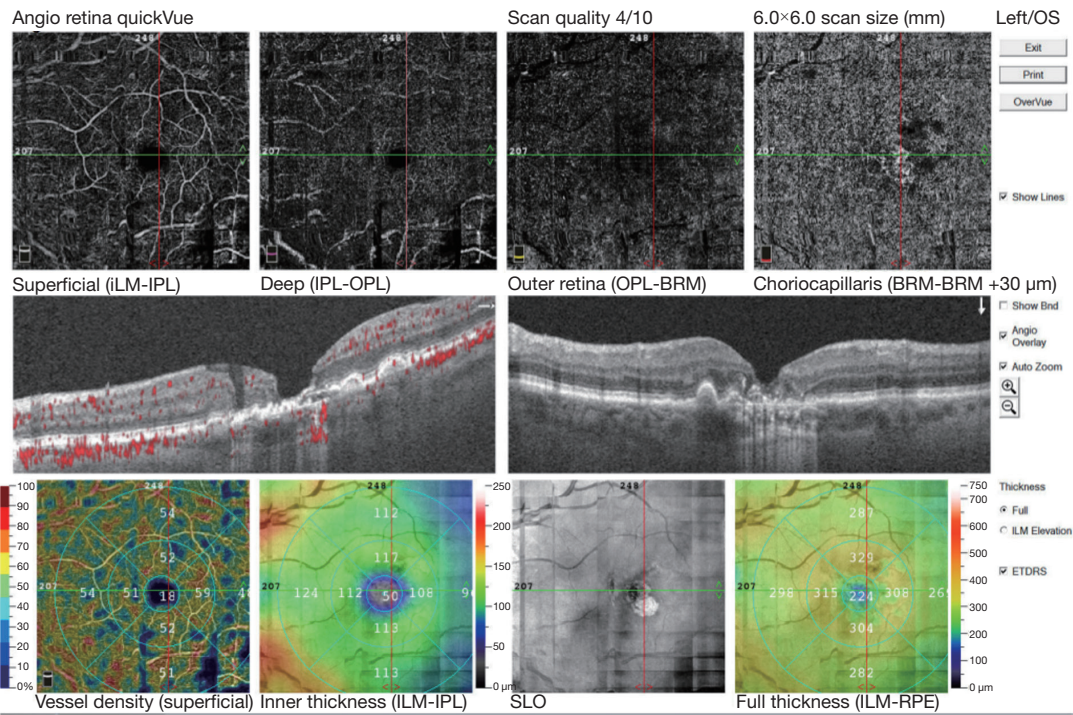 Angio retina quickVue
Scan quality 4/10
6.0×6.0 scan size (mm)
Left/OS
248
207
248
248
207
248
207
Exit
Print
OverVue
Show Lines
Superficial (iLM-IPL)
Deep (IPL-OPL)
Outer retina (OPL-BRM)
Choriocapillaris (BRM-BRM +30 µm)
Show Bnd
Angio
Overlay
Auto Zoom
100
90
80
70
60
50
40
30
20
10
0%
248
207
54
52
54
51
18
59
48
52
51
248
207
112
117
124
112
50
108
113
113
250
200
150
100
50
0 µm
248
207
248
207
287
329
298
315
224
308
304
282
750
700
600
500
400
300
200
100
0 µm
Thickness
Full
ILM Elevation
ETDRS
Vessel density (superficial)
Inner thickness (ILM-IPL)
SLO
Full thickness (ILM-RPE)